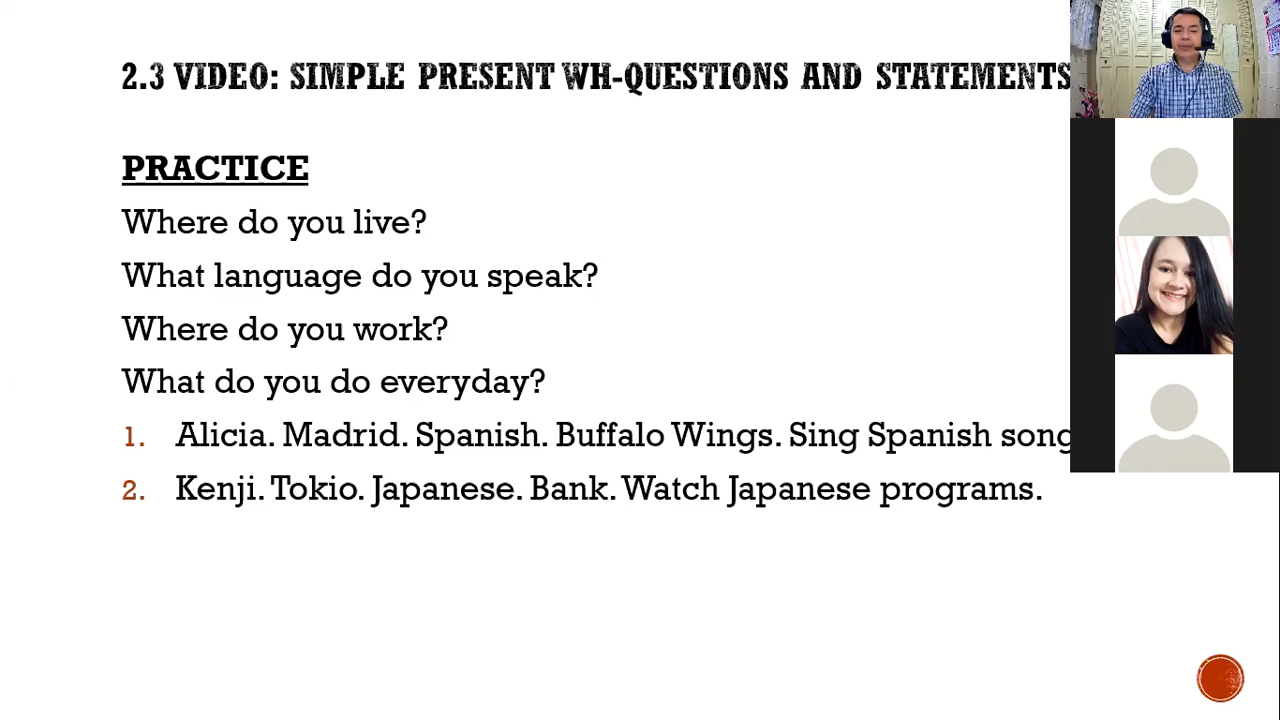 2.3 VIDEO: SIMPLE PRESENT WH-QUESTIONS AND STATEMENTS
PRACTICE
Where do you live?
What language do you speak?
Where do you work?
What do you do everyday?
1. Alicia. Madrid. Spanish. Buffalo Wings. Sing Spanish song
2. Kenji. Tokio. Japanese. Bank. Watch Japanese programs.